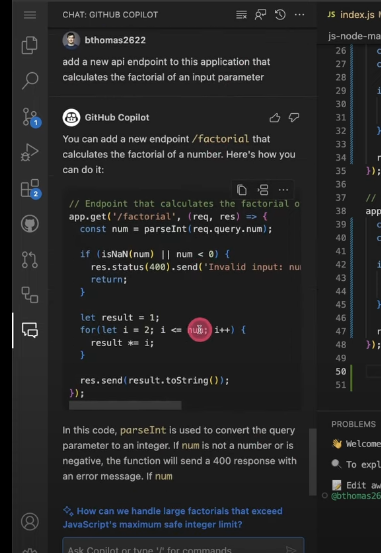 CHAT: GITHUB COPILOT
bthomas2622
add a new api endpoint to this application that
calculates the factorial of an input parameter
GitHub Copilot
You can add a new endpoint /factorial that
calculates the factorial of a number. Here's how you
can do it:
// Endpoint that calculates the factorial o
app.get('/factorial', (req, res) => {
const num = parseInt(req.query.num);
if (isNaN(num) || num < 0) {
res.status(400).send('Invalid input: nu
return;
}
let result = 1;
for(let i = 2; i <= num; i++) {
result *= i;
}
res.send(result.toString());
});
In this code, parseInt is used to convert the query
parameter to an integer. If num is not a number or is
negative, the function will send a 400 response with
an error message. If num
How can we handle large factorials that exceed
JavaScript's maximum safe integer limit?
Ask Copilot or type '/' for commands
1
2
JS index.js
js-node-ma
26
27
28
29
30
31
32
33
34
35 });
36
37 //
38 app
39
40
41
42
43
44
45
46
47
48 });
49
50
51
PROBLEMS
Welcome
To expl
Edit aw
@bthomas26